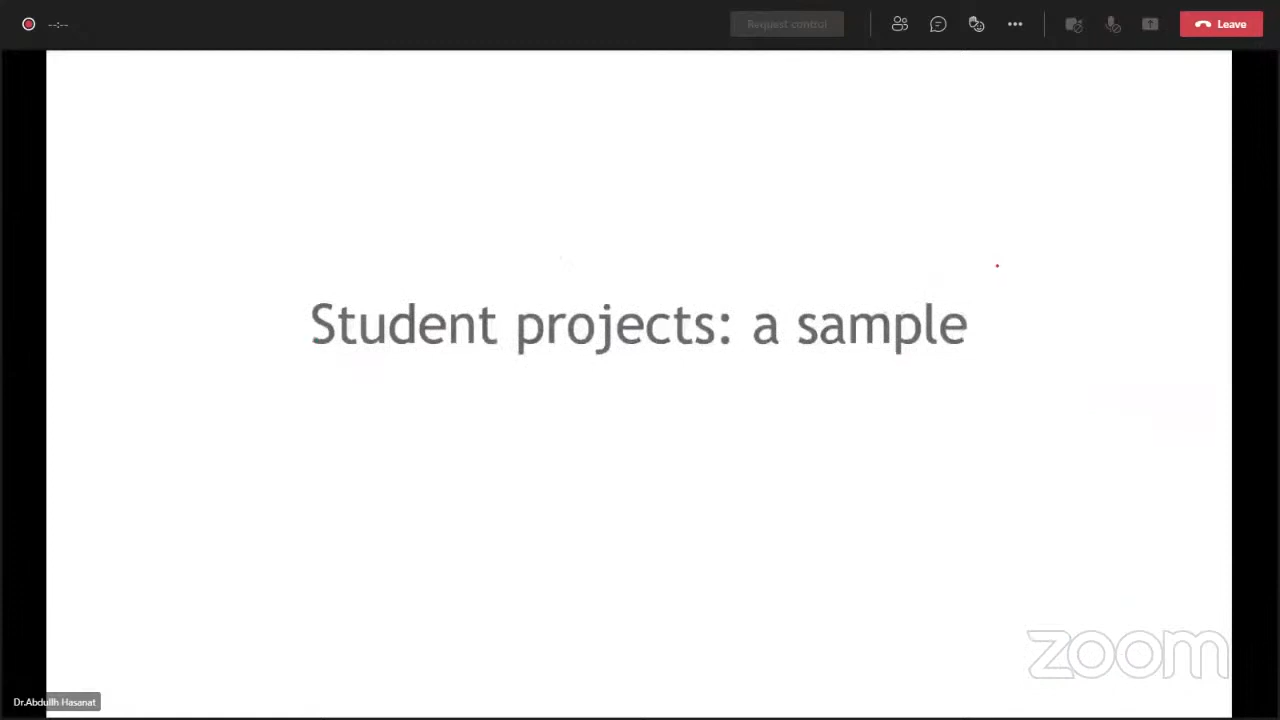 --:--
Request control
Leave
Student projects: a sample
zoom
Dr.Abdullh Hasanat